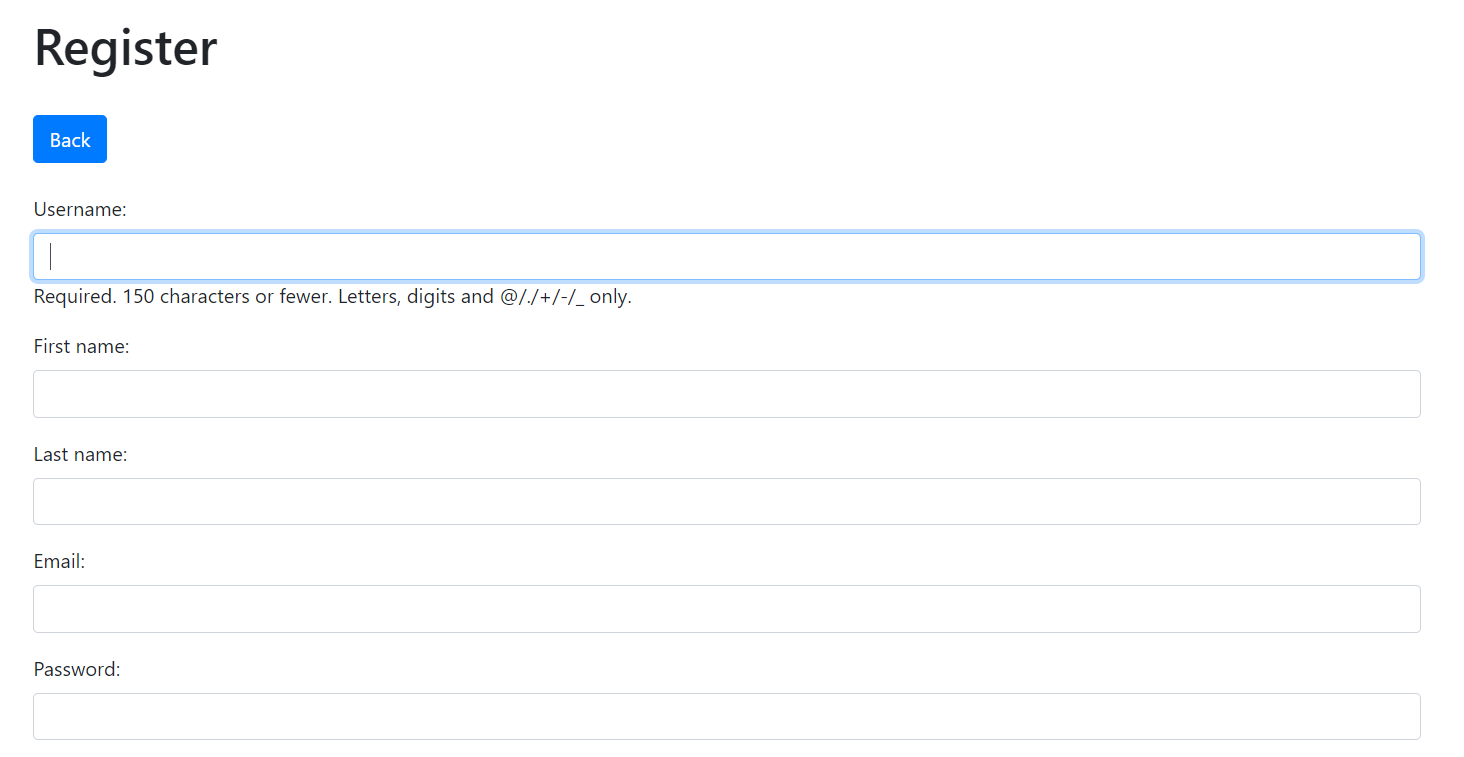 Register
Back
Username:
Required. 150 characters or fewer. Letters, digits and @/./+/-/_ only.
First name:
Last name:
Email:
Password: